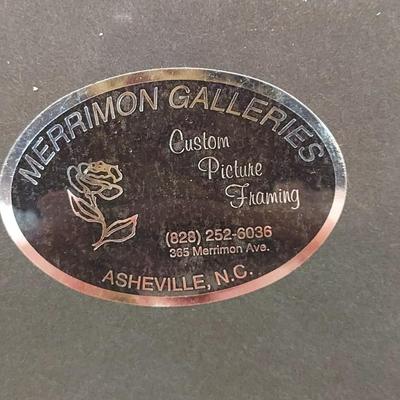 MERRIMON GALLERIES
Custom
Picture
Framing
(828) 252-6036
365 Merrimon Ave.
ASHEVILLE, N.C.